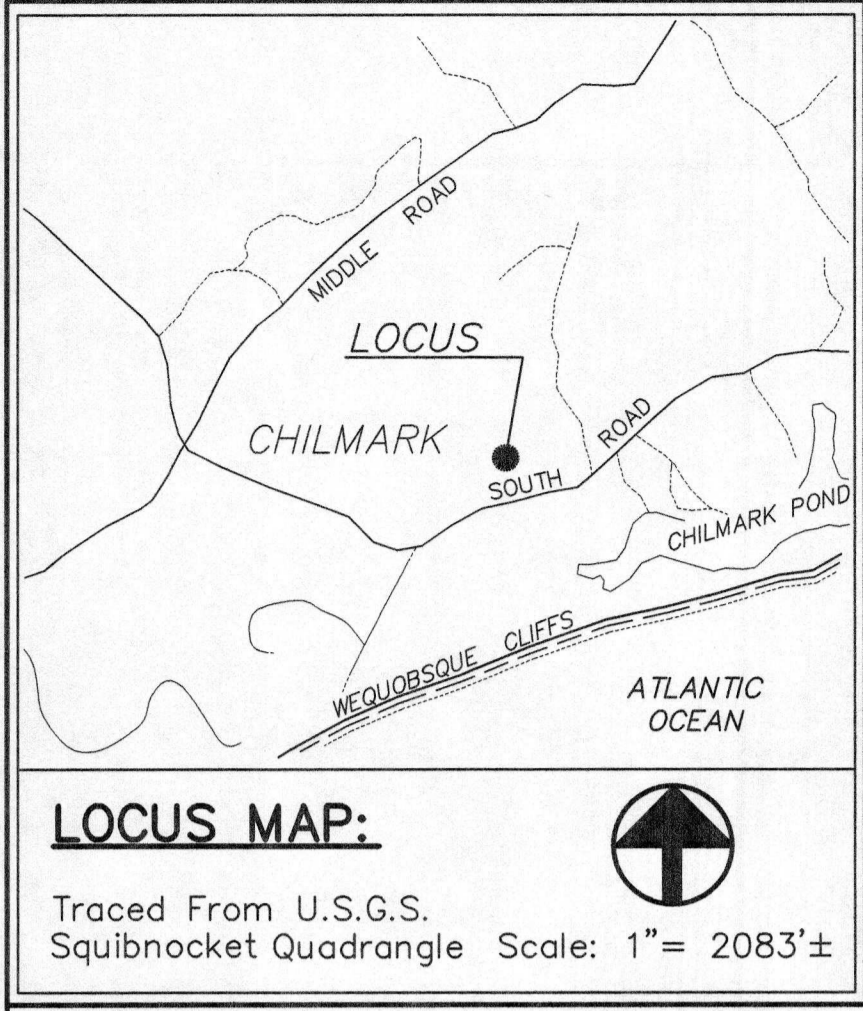 MIDDLE ROAD
LOCUS
CHILMARK
SOUTH ROAD
CHILMARK POND
WEQUOBSQUE CLIFFS
ATLANTIC
OCEAN
LOCUS MAP:
Traced From U.S.G.S.
Squibnocket Quadrangle Scale: 1"= 2083'±